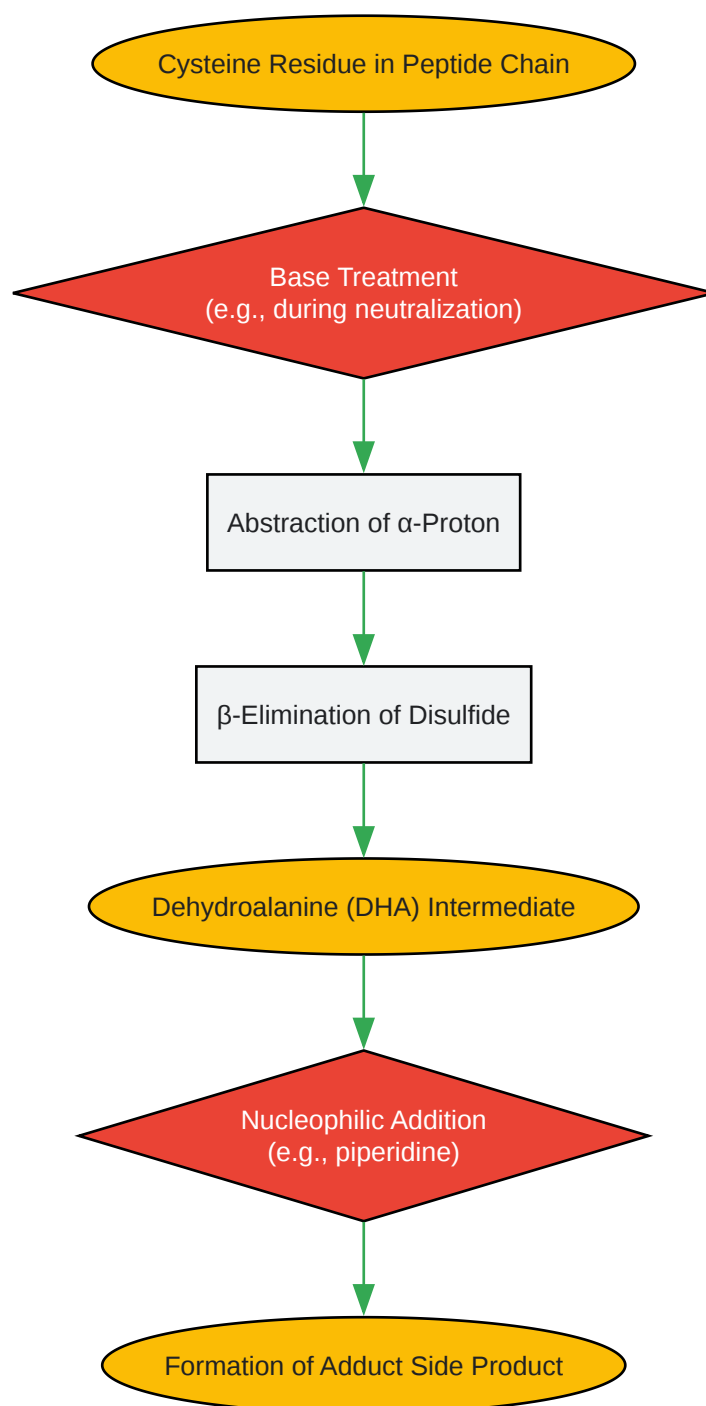 Cysteine Residue in Peptide Chain
Base Treatment
(e.g., during neutralization)
Abstraction of α-Proton
β-Elimination of Disulfide
Dehydroalanine (DHA) Intermediate
Nucleophilic Addition
(e.g., piperidine)
Formation of Adduct Side Product